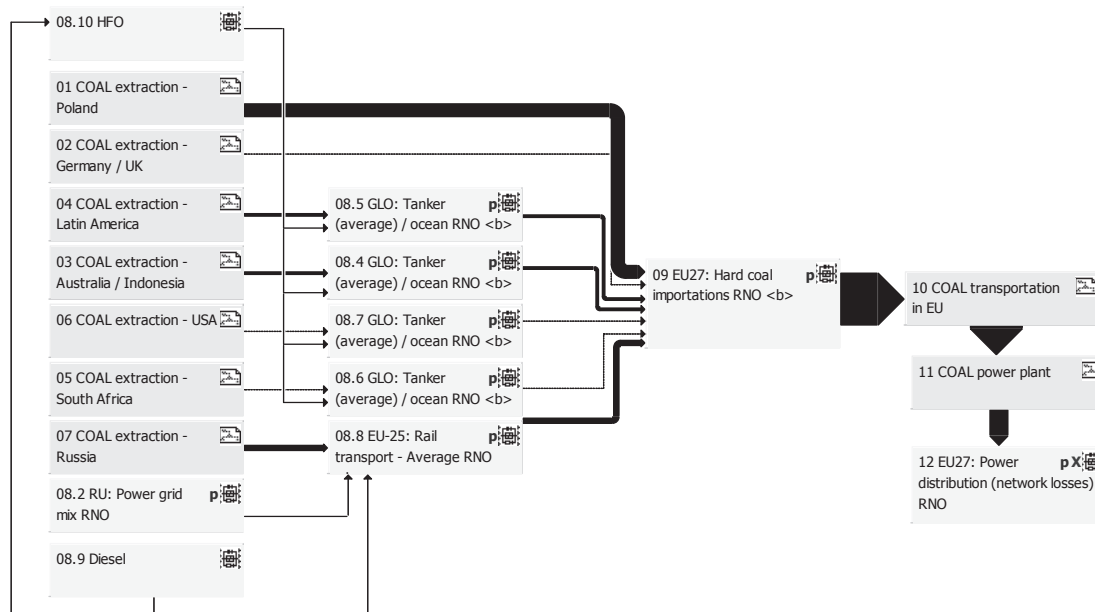 08.10 HFO
01 COAL extraction -
Poland
02 COAL extraction -
Germany / UK
04 COAL extraction -
Latin America
03 COAL extraction -
Australia / Indonesia
06 COAL extraction - USA
05 COAL extraction -
South Africa
07 COAL extraction -
Russia
08.2 RU: Power grid p
mix RNO
08.9 Diesel
08.5 GLO: Tanker p
(average) / ocean RNO <b>
08.4 GLO: Tanker p
(average) / ocean RNO <b>
08.7 GLO: Tanker p
(average) / ocean RNO <b>
08.6 GLO: Tanker p
(average) / ocean RNO <b>
08.8 EU-25: Rail p
transport - Average RNO
09 EU27: Hard coal p
importations RNO <b>
10 COAL transportation
in EU
11 COAL power plant
12 EU27: Power pX
distribution (network losses)
RNO